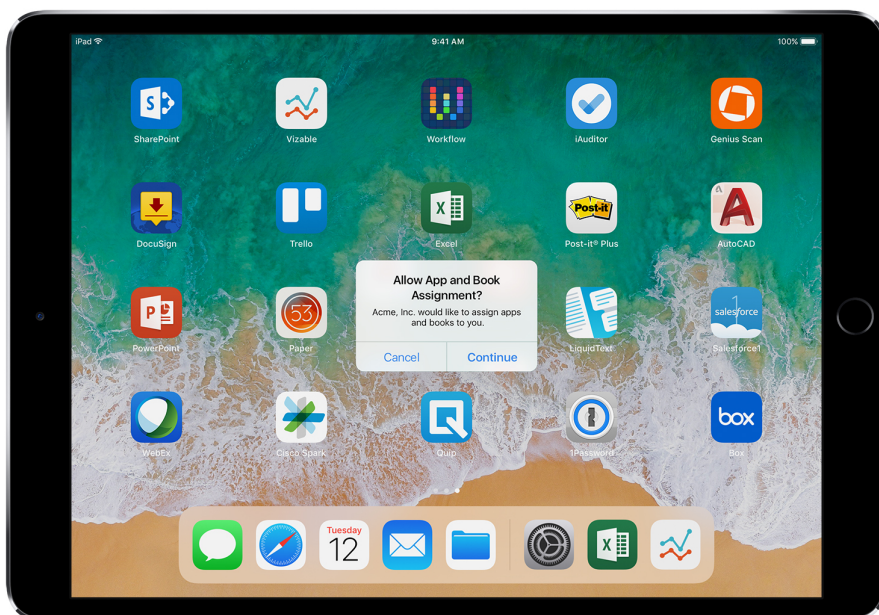 iPad
9:41 AM
100%
S
SharePoint
Vizable
Workflow
iAuditor
Genius Scan
DocuSign
Trello
X
Excel
Post-it
Post-it® Plus
A
A
AutoCAD
Allow App and Book
Assignment?
Acme, Inc. would like to assign apps
and books to you.
Cancel
Continue
P
PowerPoint
53
Paper
LiquidText
1
salesforce
Salesforce1
WebEx
Cisco Spark
Quip
1Password
box
Box
Tuesday
12
X